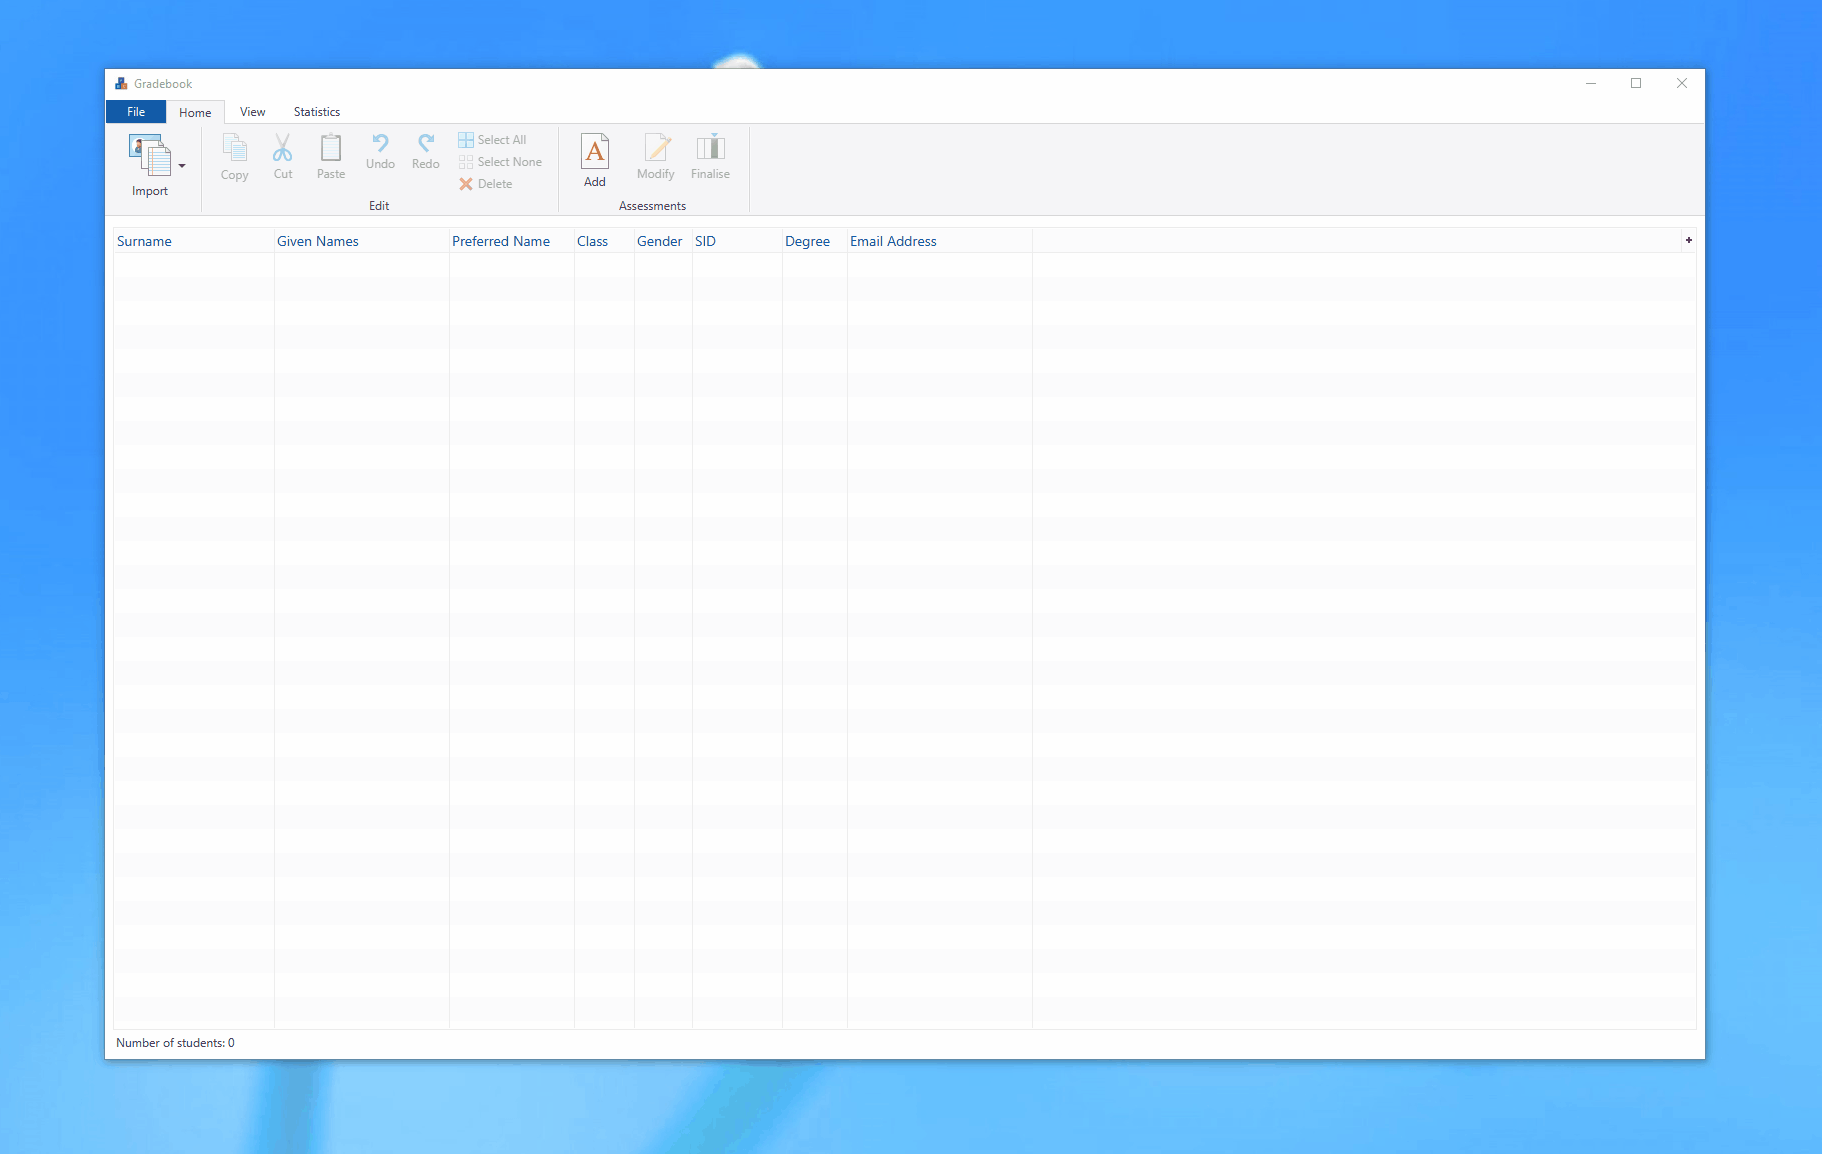 Gradebook
File Home View Statistics
Import
Copy Cut Paste Undo Redo
Select All
Select None
Delete
Edit
A
Add Modify Finalise
Assessments
Surname Given Names Preferred Name Class Gender SID Degree Email Address +
Number of students: 0